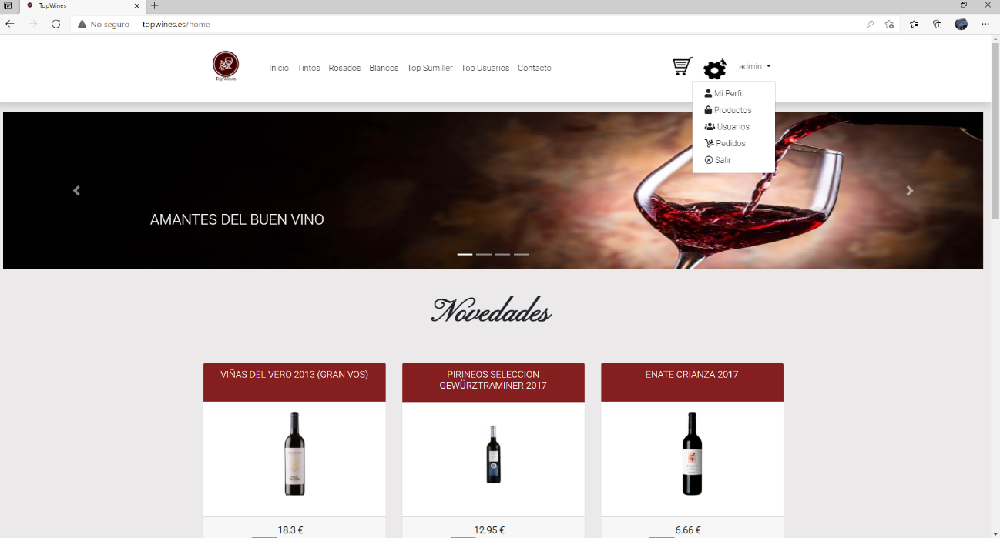 TopWines
No seguro | topwines.es/home
TopWines
Inicio Tintos Rosados Blancos Top Sumiller Top Usuarios Contacto
admin
Mi Perfil
Productos
Usuarios
Pedidos
Salir
AMANTES DEL BUEN VINO
Novedades
VIÑAS DEL VERO 2013 (GRAN VOS)
PIRINEOS SELECCION
GEWÜRZTRAMINER 2017
ENATE CRIANZA 2017
18.3 €
12.95 €
6.66 €